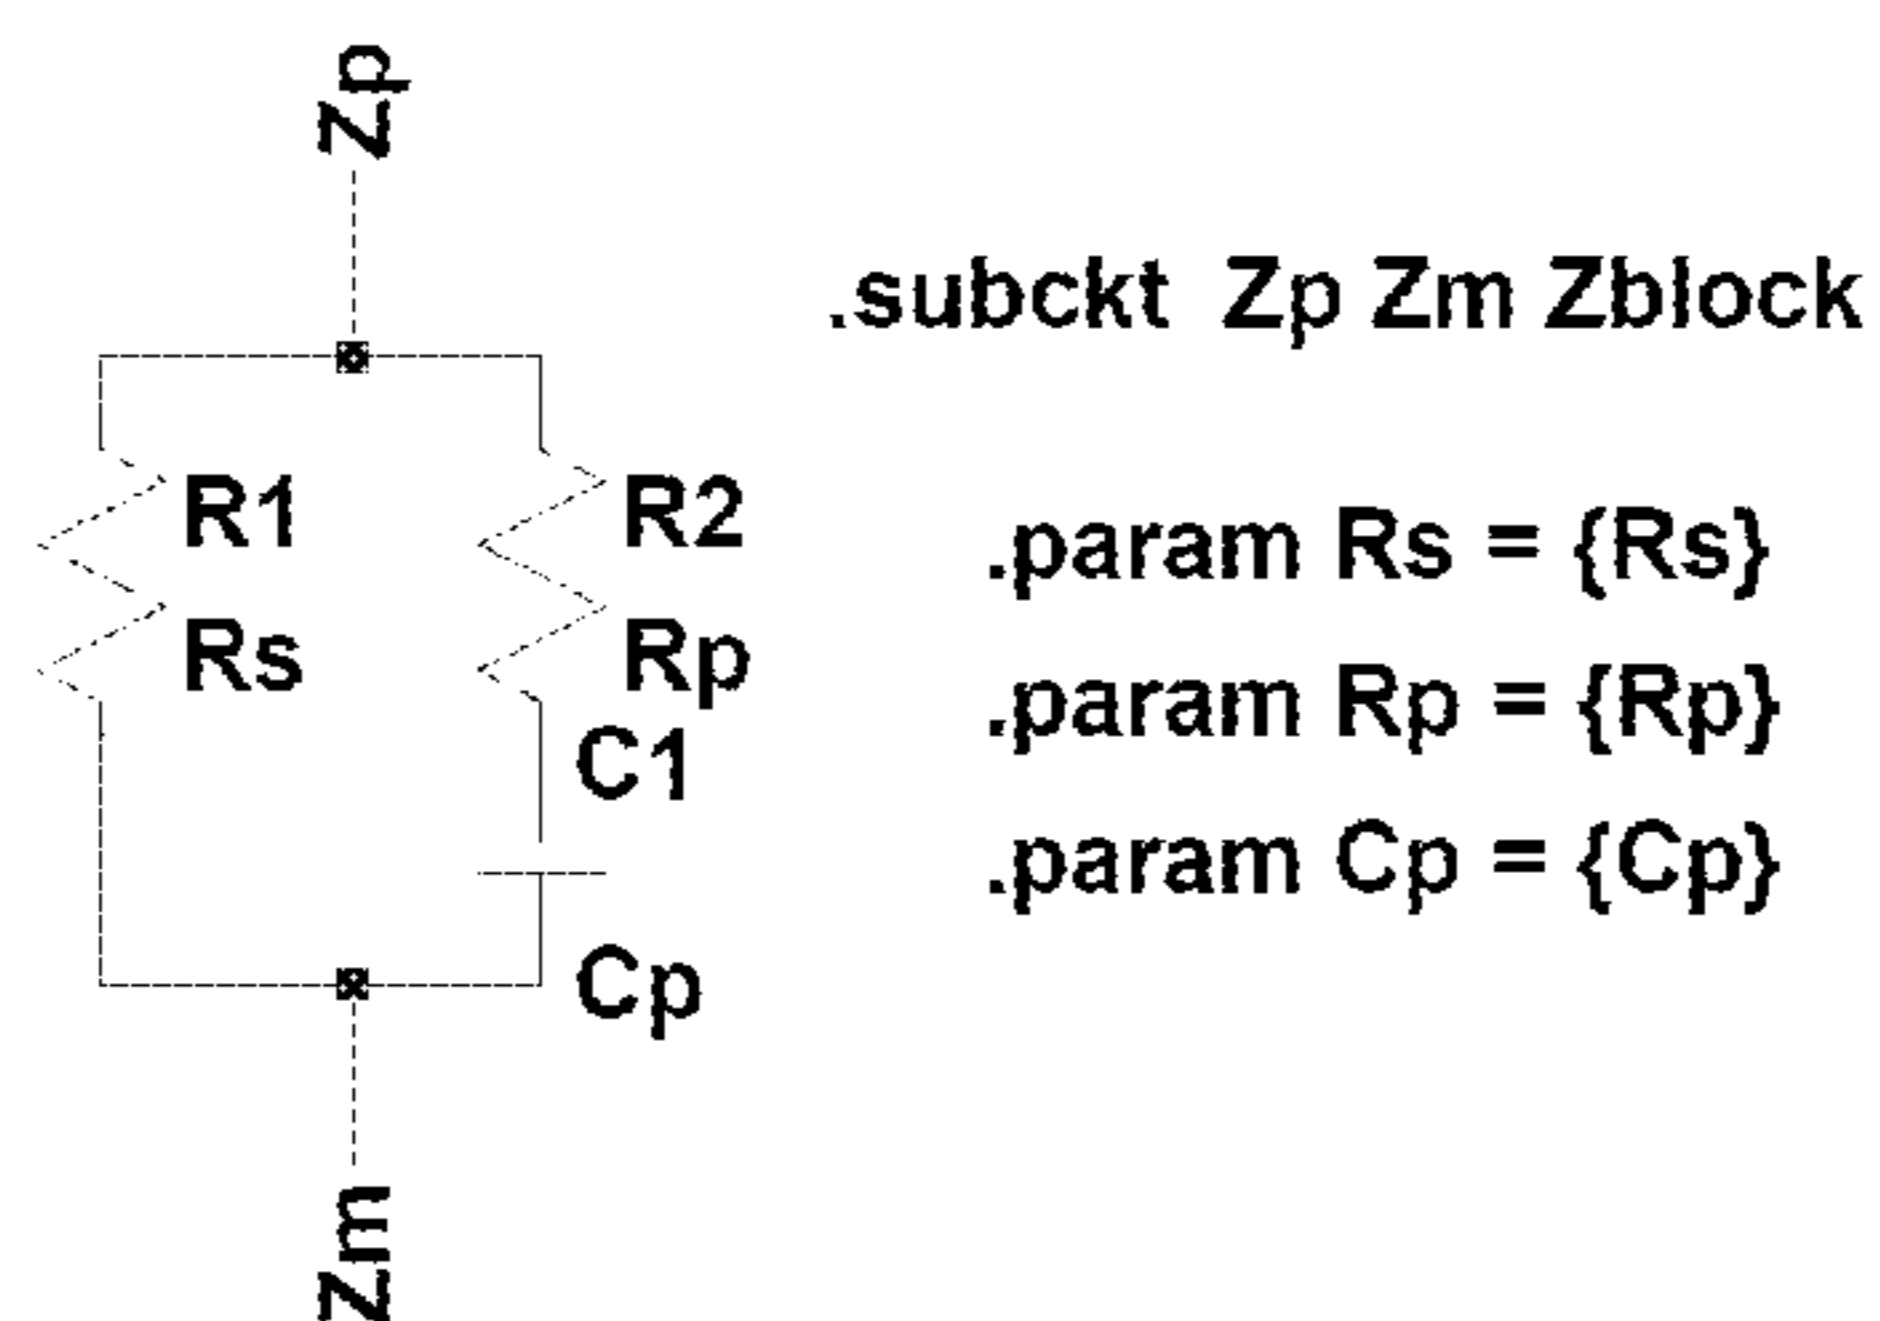 Zp
.subckt Zp Zm Zblock
R1
R2
.param Rs = {Rs}
Rs
Rp
.param Rp = {Rp}
C1
.param Cp = {Cp}
Cp
Zm